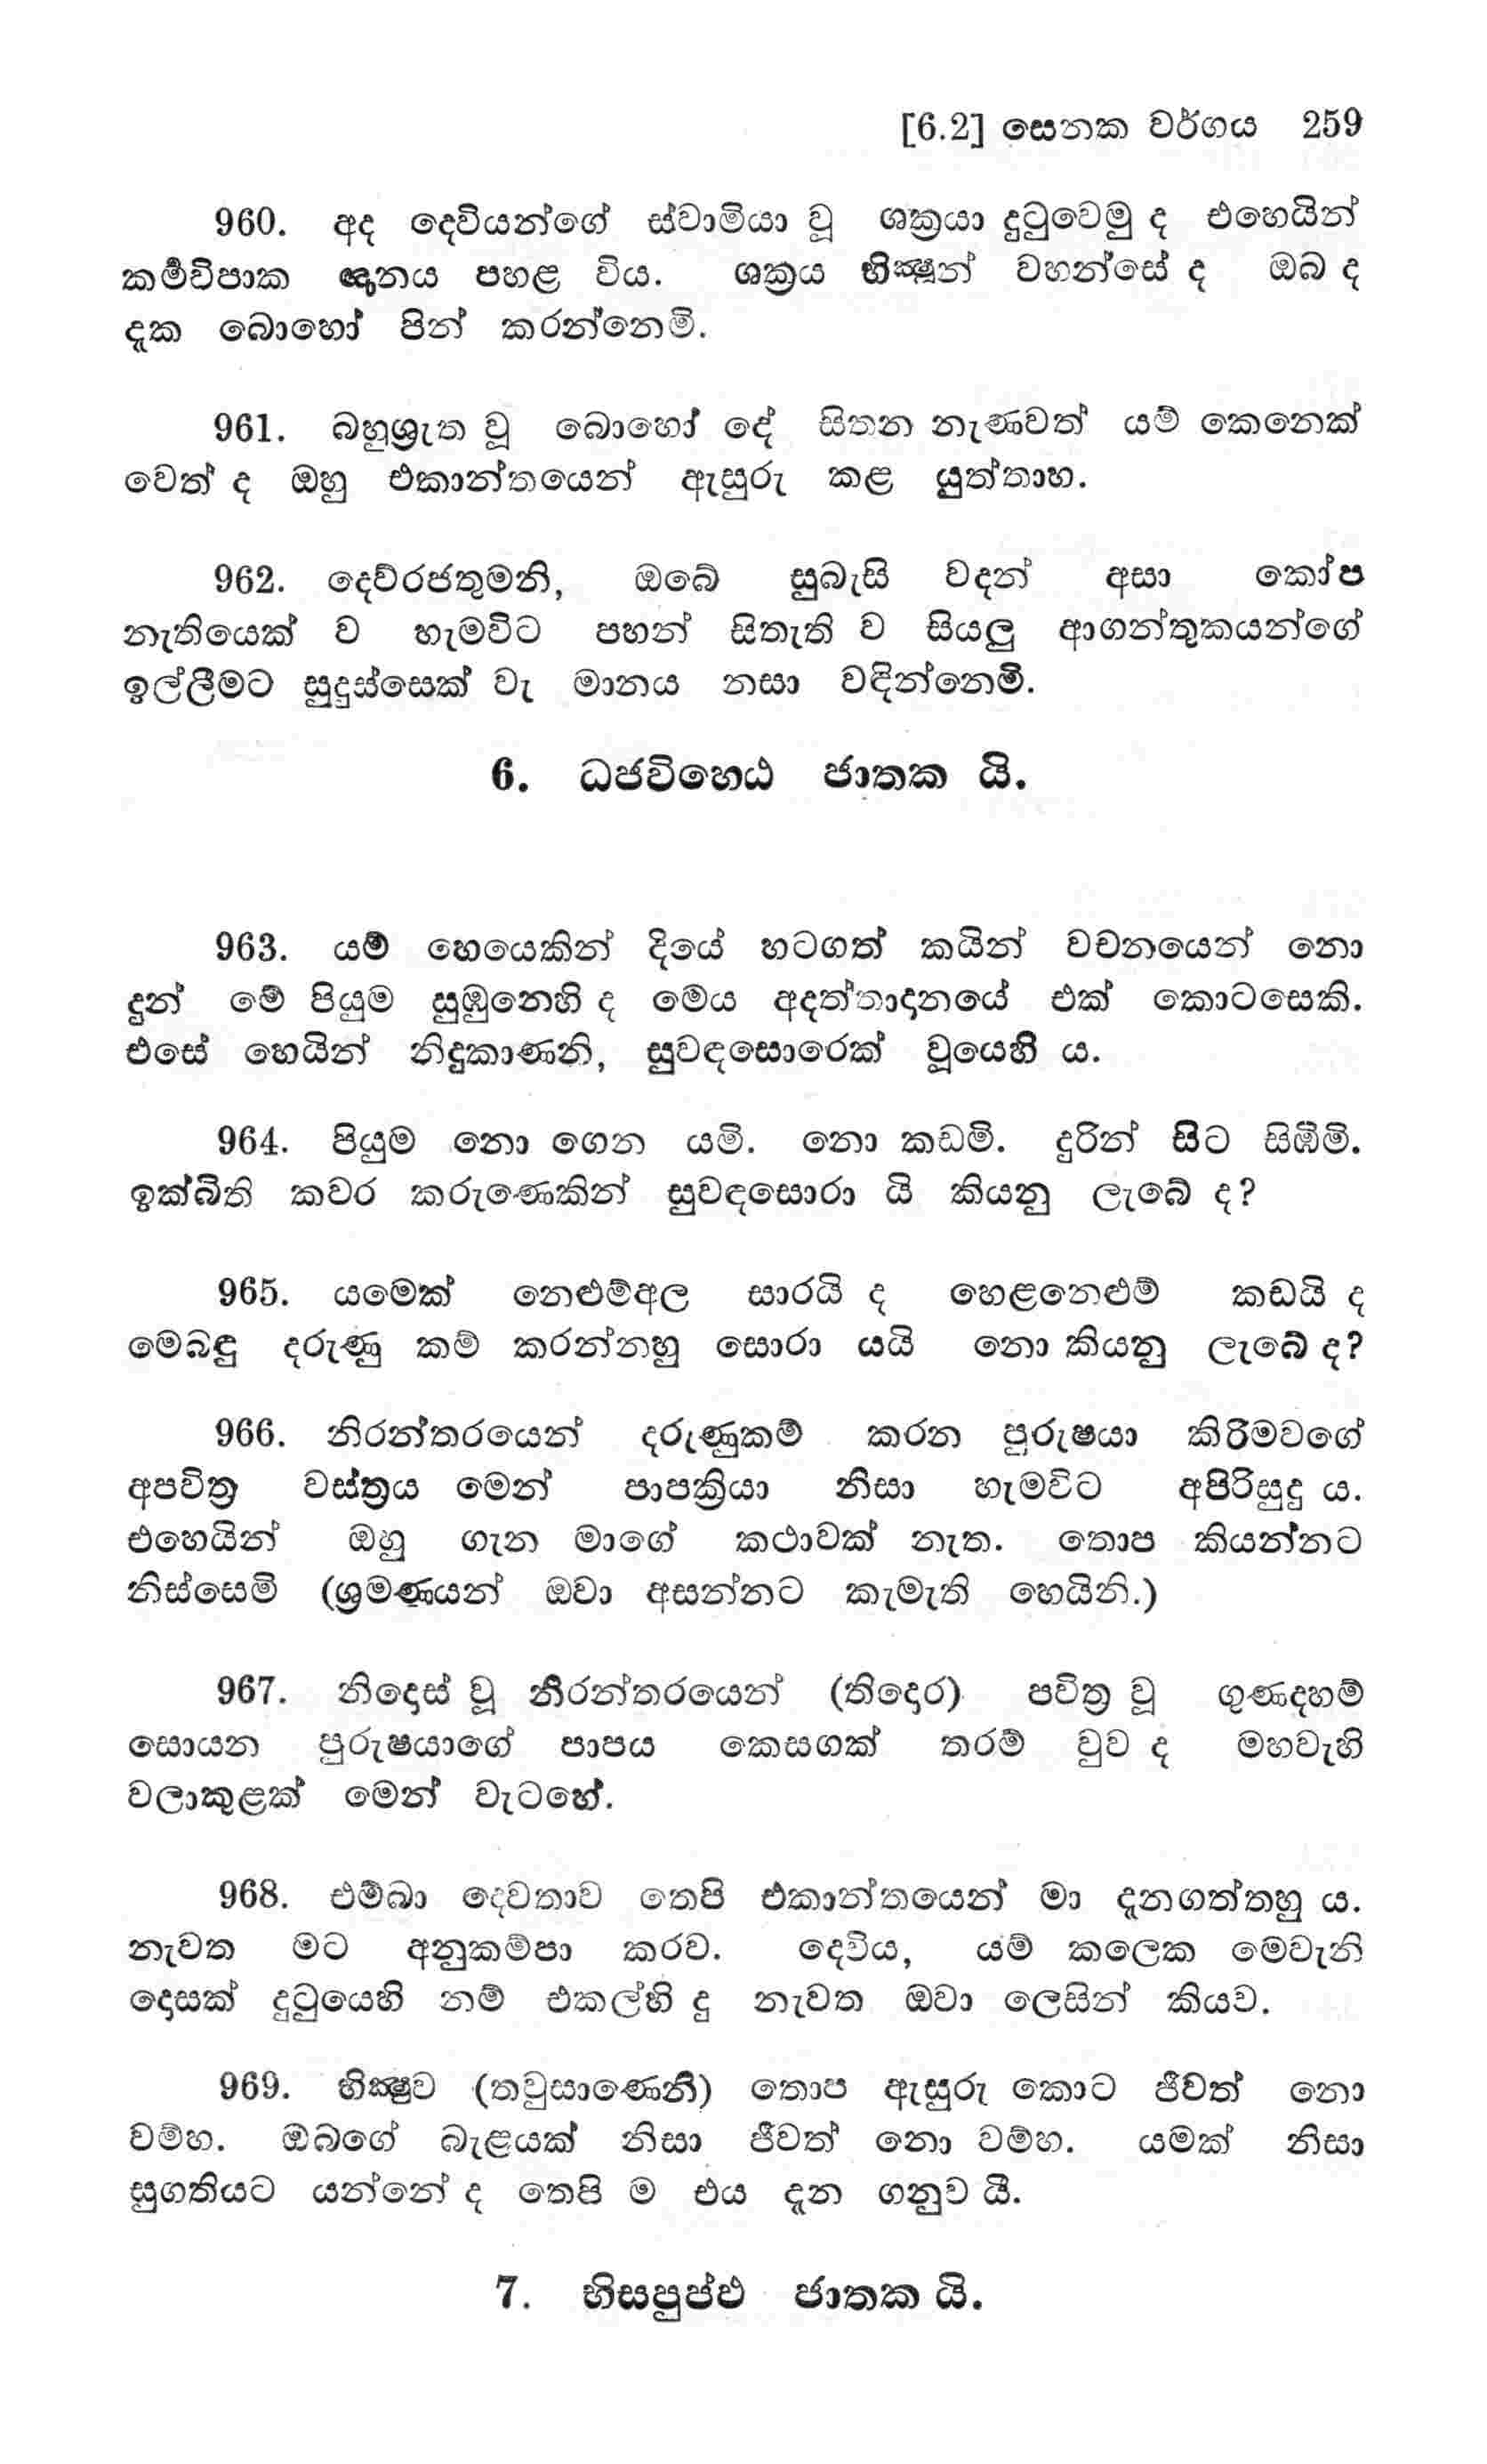 [6.2] සෙනක වර්ගය 259
960. අද දෙවියන්ගේ ස්වාමියා වූ ශක්‍රයා දුටුවෙමු ද එහෙයින්
කර්‍මවිපාක ඥානය පහළ විය. ශක්‍රය භික්‍ෂූන් වහන්සේ ද ඔබ ද
දැක බොහෝ පින් කරන්නෙමි.
961. බහුශ්‍රැත වූ බොහෝ දේ සිතන නැණවත් යම් කෙනෙක්
වෙත් ද ඔහු එකාන්තයෙන් ඇසුරු කළ යුත්තාහ.
962. දෙව්රජතුමනි, ඔබේ සුබැසි වදන් අසා කෝප
නැතියෙක් ව හැමවිට පහන් සිතැති ව සියලු ආගන්තුකයන්ගේ
ඉල්ලීමට සුදුස්සෙක් වැ මානය නසා වඳින්නෙමි.
6. ධජවිහෙඨ ජාතක යි.
963. යම් හෙයෙකින් දියේ හටගත් කයින් වචනයෙන් නො
දුන් මේ පියුම සුඹුනෙහි ද මෙය අදත්තාදානයේ එක් කොටසෙකි.
එසේ හෙයින් නිදුකාණනි, සුවඳසොරෙක් වූයෙහි ය.
964. පියුම නො ගෙන යමි. නො කඩමි. දුරින් සිට සිඹිමි.
ඉක්බිති කවර කරුණෙකින් සුවඳසොරා යි කියනු ලැබේ ද?
965. යමෙක් නෙළුම්අල සාරයි ද හෙළනෙළුම් කඩයි ද
මෙබඳු දරුණු කම් කරන්නහු සොරා යයි නො කියනු ලැබේ ද?
966. නිරන්තරයෙන් දරුණුකම් කරන පුරුෂයා කිරිමවගේ
අපවිත්‍ර වස්ත්‍රය මෙන් පාපක්‍රියා නිසා හැමවිට අපිරිසුදු ය.
එහෙයින් ඔහු ගැන මාගේ කථාවක් නැත. තොප කියන්නට
නිස්සෙමි (ශ්‍රමණයන් ඔවා අසන්නට කැමැති හෙයිනි.)
967. නිදොස් වූ නිරන්තරයෙන් (තිදොර) පවිත්‍ර වූ ගුණදහම්
සොයන පුරුෂයාගේ පාපය කෙසගක් තරම් වුව ද මහවැහි
වලාකුළක් මෙන් වැටහේ.
968. එම්බා දෙවතාව තෙපි එකාන්තයෙන් මා දැනගත්තහු ය.
නැවත මට අනුකම්පා කරව. දෙවිය, යම් කලෙක මෙවැනි
දොසක් දුටුයෙහි නම් එකල්හි දු නැවත ඔවා ලෙසින් කියව.
969. භික්‍ෂුව (තවුසාණෙනි) තොප ඇසුරු කොට ජීවත් නො
වම්හ. ඔබගේ බැළයක් නිසා ජීවත් නො වම්හ. යමක් නිසා
සුගතියට යන්නේ ද තෙපි ම එය දැන ගනුව යි.
7. භිසපුප්ඵ ජාතක යි.